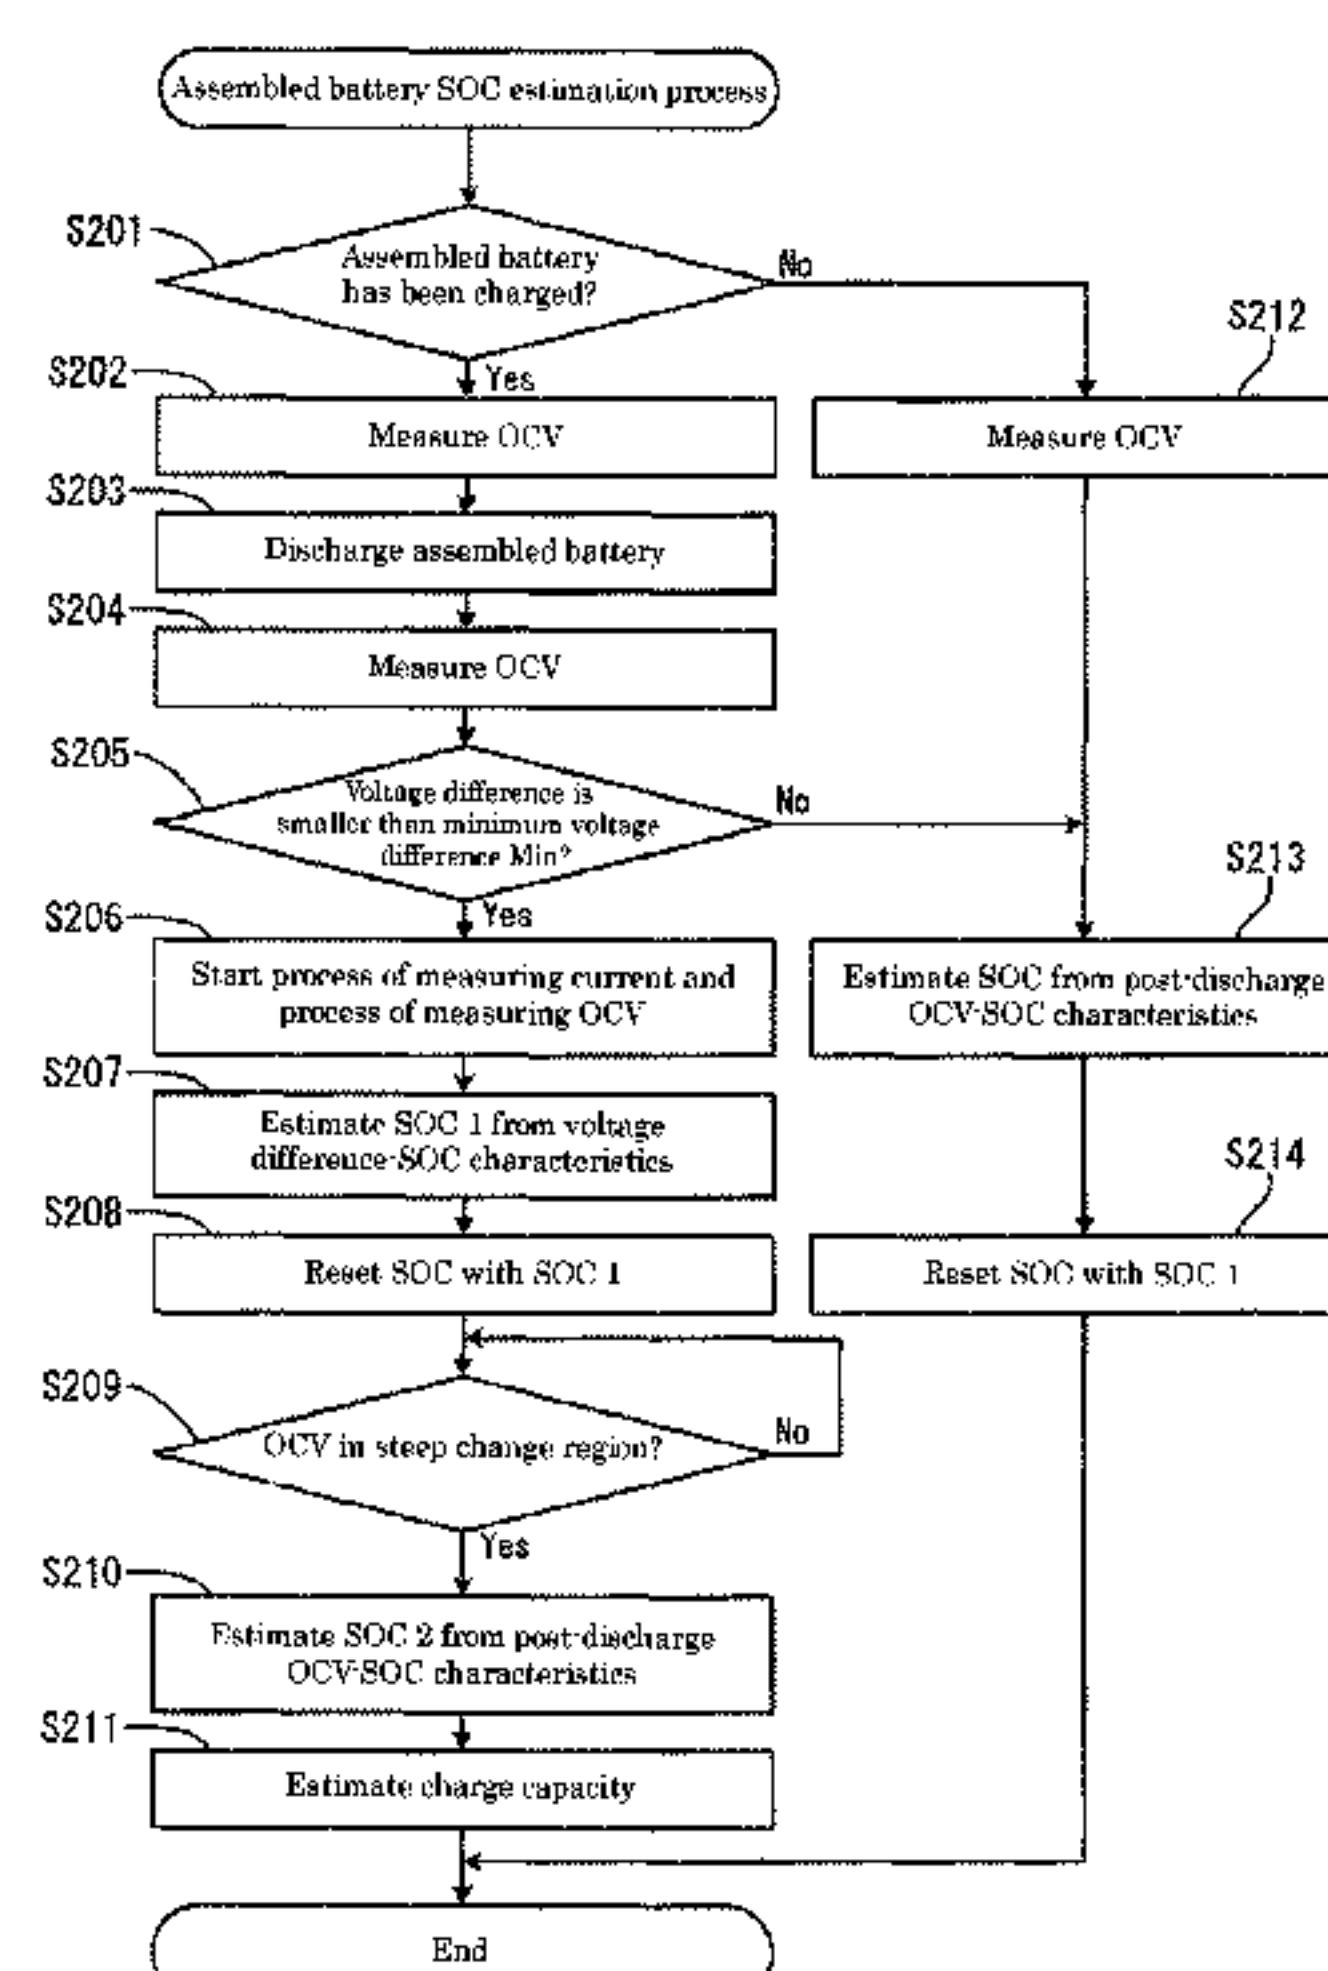 Assembled battery SOC estimation process
S201
Assembled battery
has been charged?
No
Yes
S212
S202
Measure OCV
Measure OCV
S203
Discharge assembled battery
S204
Measure OCV
S205
Voltage difference is
smaller than minimum voltage
difference Min?
No
Yes
S213
S206
Start process of measuring current and
process of measuring OCV
Estimate SOC from post-discharge
OCV-SOC characteristics
S207
Estimate SOC 1 from voltage
difference-SOC characteristics
S214
S208
Reset SOC with SOC 1
Reset SOC with SOC 1
S209
OCV in steep change region?
No
Yes
S210
Estimate SOC 2 from post-discharge
OCV-SOC characteristics
S211
Estimate charge capacity
End